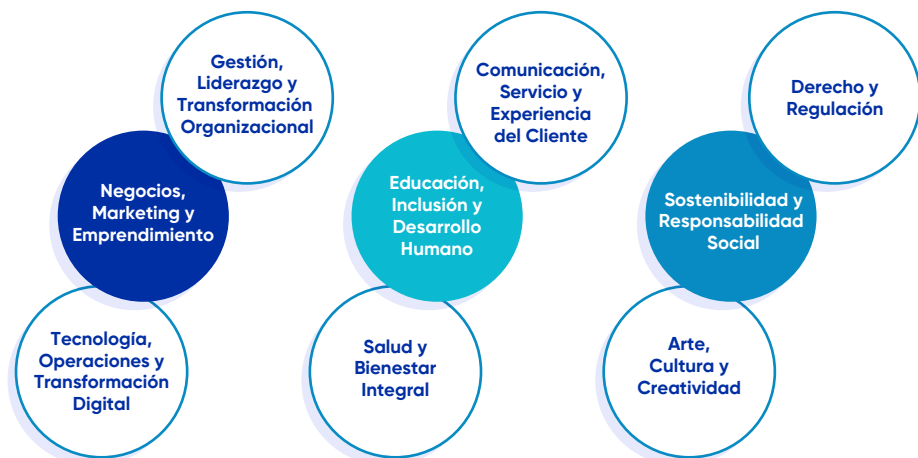 Gestión,
Liderazgo y
Transformación
Organizacional
Comunicación,
Servicio y
Experiencia
del Cliente
Derecho y
Regulación
Negocios,
Marketing y
Emprendimiento
Educación,
Inclusión y
Desarrollo
Humano
Sostenibilidad y
Responsabilidad
Social
Tecnología,
Operaciones y
Transformación
Digital
Salud y
Bienestar
Integral
Arte,
Cultura y
Creatividad